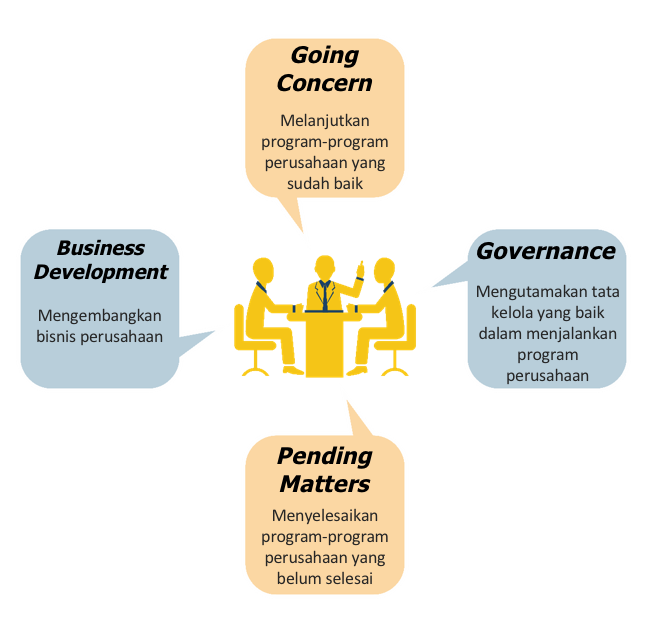 Going
Concern
Melanjutkan
program-program
perusahaan yang
sudah baik
Business
Development
Mengembangkan
bisnis perusahaan
Governance
Mengutamakan tata
kelola yang baik
dalam menjalankan
program
perusahaan
Pending
Matters
Menyelesaikan
program-program
perusahaan yang
belum selesai